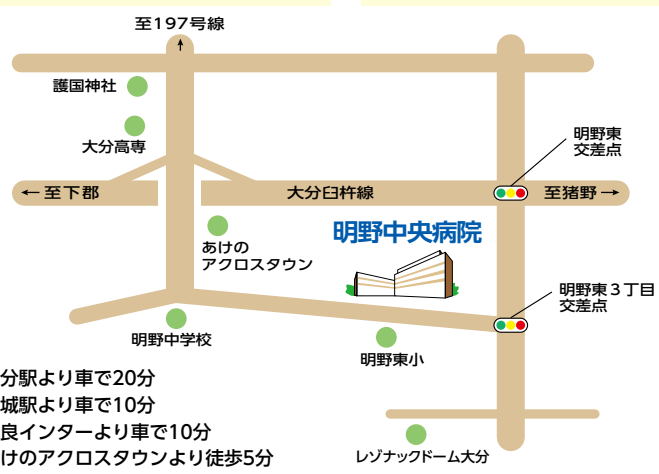 至197号線
護国神社
大分高専
明野東
交差点
←至下郡
大分臼杵線
至猪野→
明野中央病院
あけの
アクロスタウン
明野東3丁目
交差点
明野中学校
明野東小
分駅より車で20分
城駅より車で10分
良インターより車で10分
けのアクロスタウンより徒歩5分
レゾナックドーム大分